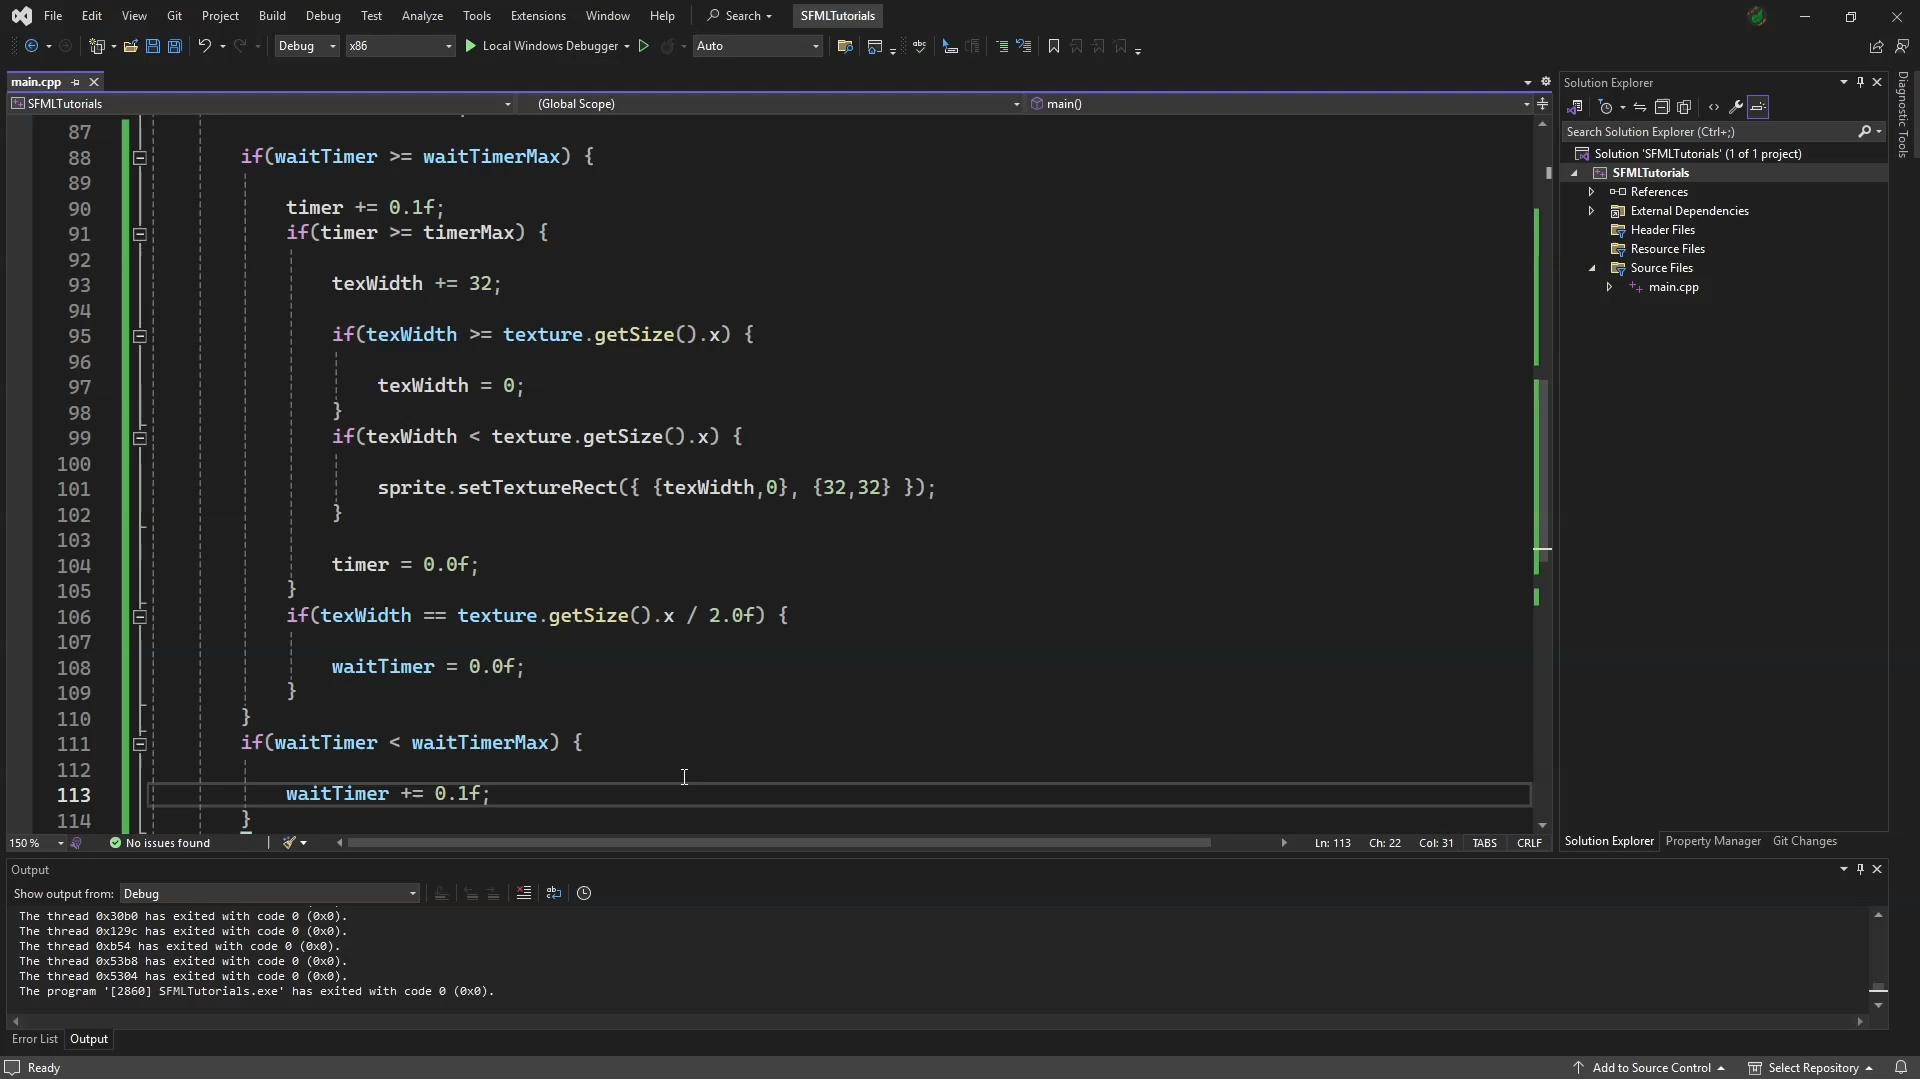 File Edit View Git Project Build Debug Test Analyze Tools Extensions Window Help Search SFMLTutorials
Debug x86 Local Windows Debugger Auto
main.cpp
SFMLTutorials (Global Scope) main()
87
88 if(waitTimer >= waitTimerMax) {
89
90 timer += 0.1f;
91 if(timer >= timerMax) {
92
93 texWidth += 32;
94
95 if(texWidth >= texture.getSize().x) {
96
97 texWidth = 0;
98 }
99 if(texWidth < texture.getSize().x) {
100
101 sprite.setTextureRect({ {texWidth,0}, {32,32} });
102 }
103
104 timer = 0.0f;
105 }
106 if(texWidth == texture.getSize().x / 2.0f) {
107
108 waitTimer = 0.0f;
109 }
110 }
111 if(waitTimer < waitTimerMax) {
112
113 waitTimer += 0.1f;
114 }
150 % No issues found Ln: 113 Ch: 22 Col: 31 TABS CRLF
Solution Explorer
Search Solution Explorer (Ctrl+;)
Solution 'SFMLTutorials' (1 of 1 project)
SFMLTutorials
References
External Dependencies
Header Files
Resource Files
Source Files
main.cpp
Solution Explorer Property Manager Git Changes
Diagnostic Tools
Output
Show output from: Debug
The thread 0x30b0 has exited with code 0 (0x0).
The thread 0x129c has exited with code 0 (0x0).
The thread 0xb54 has exited with code 0 (0x0).
The thread 0x53b8 has exited with code 0 (0x0).
The thread 0x5304 has exited with code 0 (0x0).
The program '[2860] SFMLTutorials.exe' has exited with code 0 (0x0).
Error List Output
Ready Add to Source Control Select Repository